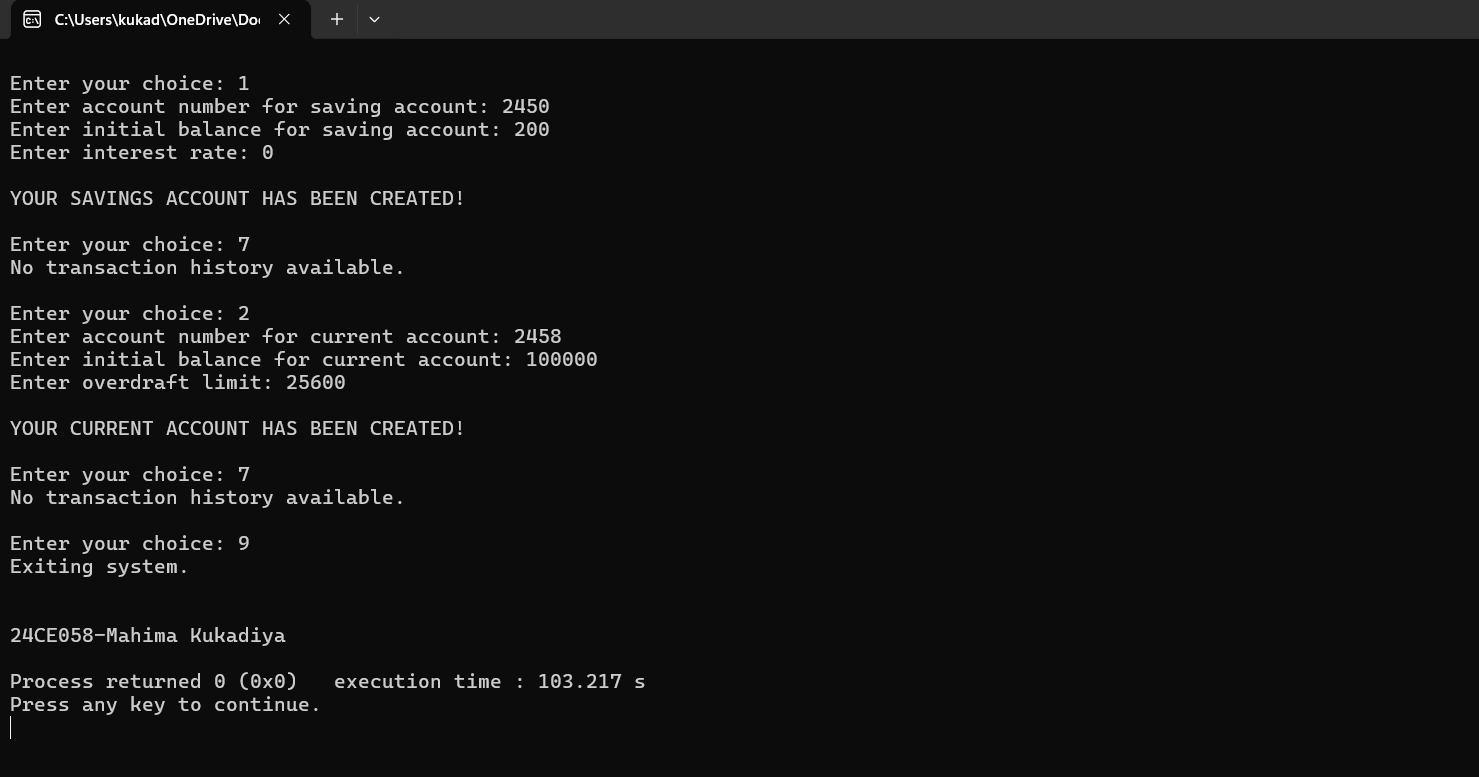 C:\Users\kukad\OneDrive\Do
Enter your choice: 1
Enter account number for saving account: 2450
Enter initial balance for saving account: 200
Enter interest rate: 0
YOUR SAVINGS ACCOUNT HAS BEEN CREATED!
Enter your choice: 7
No transaction history available.
Enter your choice: 2
Enter account number for current account: 2458
Enter initial balance for current account: 100000
Enter overdraft limit: 25600
YOUR CURRENT ACCOUNT HAS BEEN CREATED!
Enter your choice: 7
No transaction history available.
Enter your choice: 9
Exiting system.
24CE058-Mahima Kukadiya
Process returned 0 (0x0)   execution time : 103.217 s
Press any key to continue.